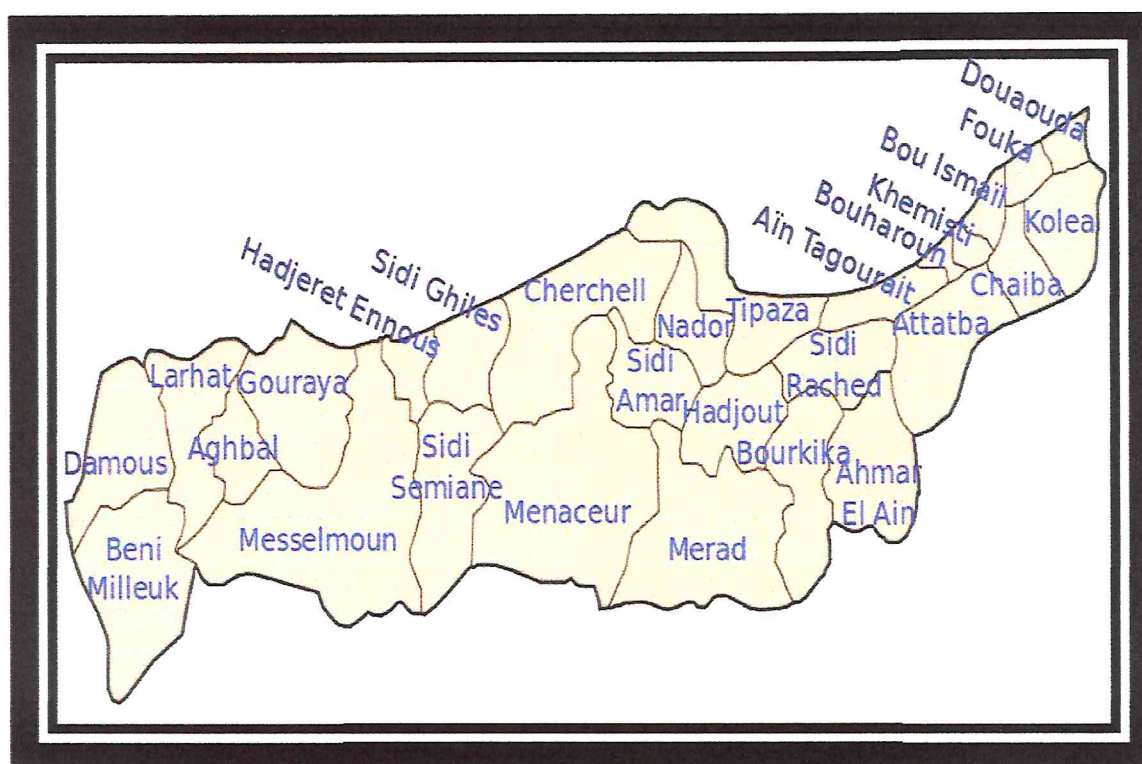 Douaouda
Fouka
Bou Ismaïl
Khemisti
Bouharoun
Aïn Tagourait
Kolea
Chaiba
Attatba
Hadjeret Ennous
Sidi Ghiles
Cherchell
Nador
Tipaza
Sidi
Rached
Larhat
Gouraya
Sidi
Amar
Hadjout
Damous
Aghbal
Sidi
Semiane
Bourkika
Ahmar
El Ain
Menaceur
Messelmoun
Merad
Beni
Milleuk